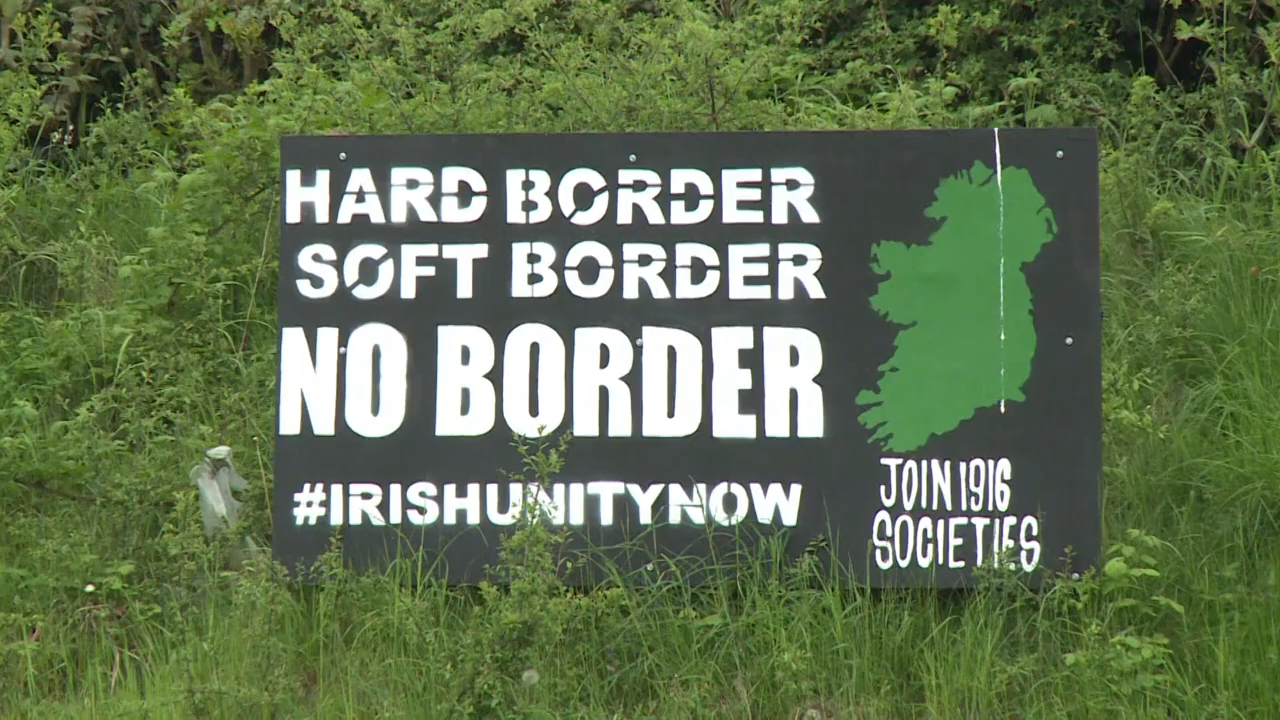 HARD BORDER
SOFT BORDER
NO BORDER
#IRISHUNITYNOW
JOIN 1916
SOCIETIES